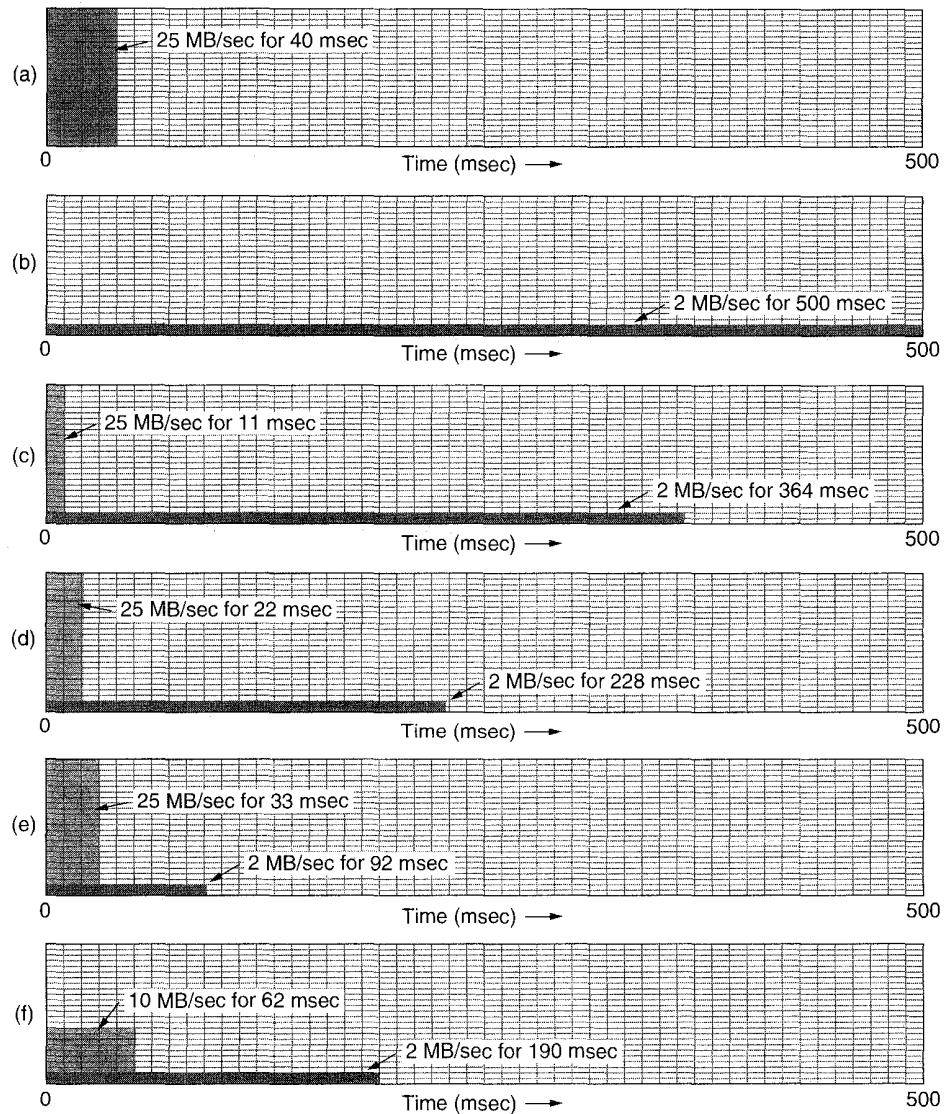 25 MB/sec for 40 msec
(a)
0
Time (msec)
500
(b)
2 MB/sec for 500 msec
0
Time (msec)
500
25 MB/sec for 11 msec
(c)
2 MB/sec for 364 msec
0
Time (msec)
500
25 MB/sec for 22 msec
(d)
2 MB/sec for 228 msec
0
Time (msec)
500
25 MB/sec for 33 msec
(e)
2 MB/sec for 92 msec
0
Time (msec)
500
10 MB/sec for 62 msec
(f)
2 MB/sec for 190 msec
0
Time (msec)
500